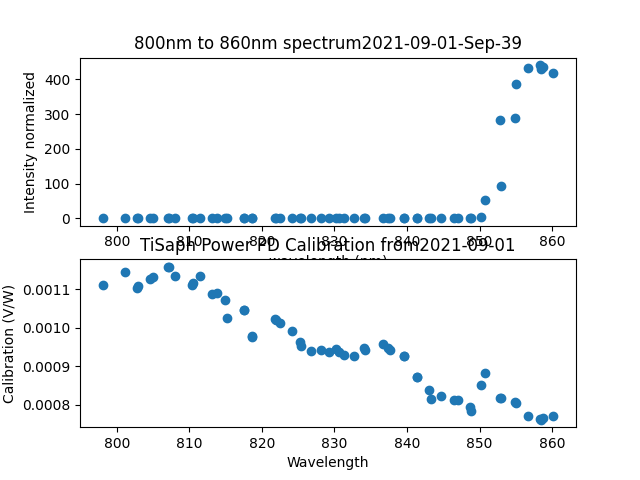 800nm to 860nm spectrum2021-09-01-Sep-39
Intensity normalized
400
300
200
100
0
800 810 820 830 840 850 860
wavelength (nm)
TiSaph Power PD Calibration from2021-09-01
Calibration (V/W)
0.0011
0.0010
0.0009
0.0008
800 810 820 830 840 850 860
Wavelength